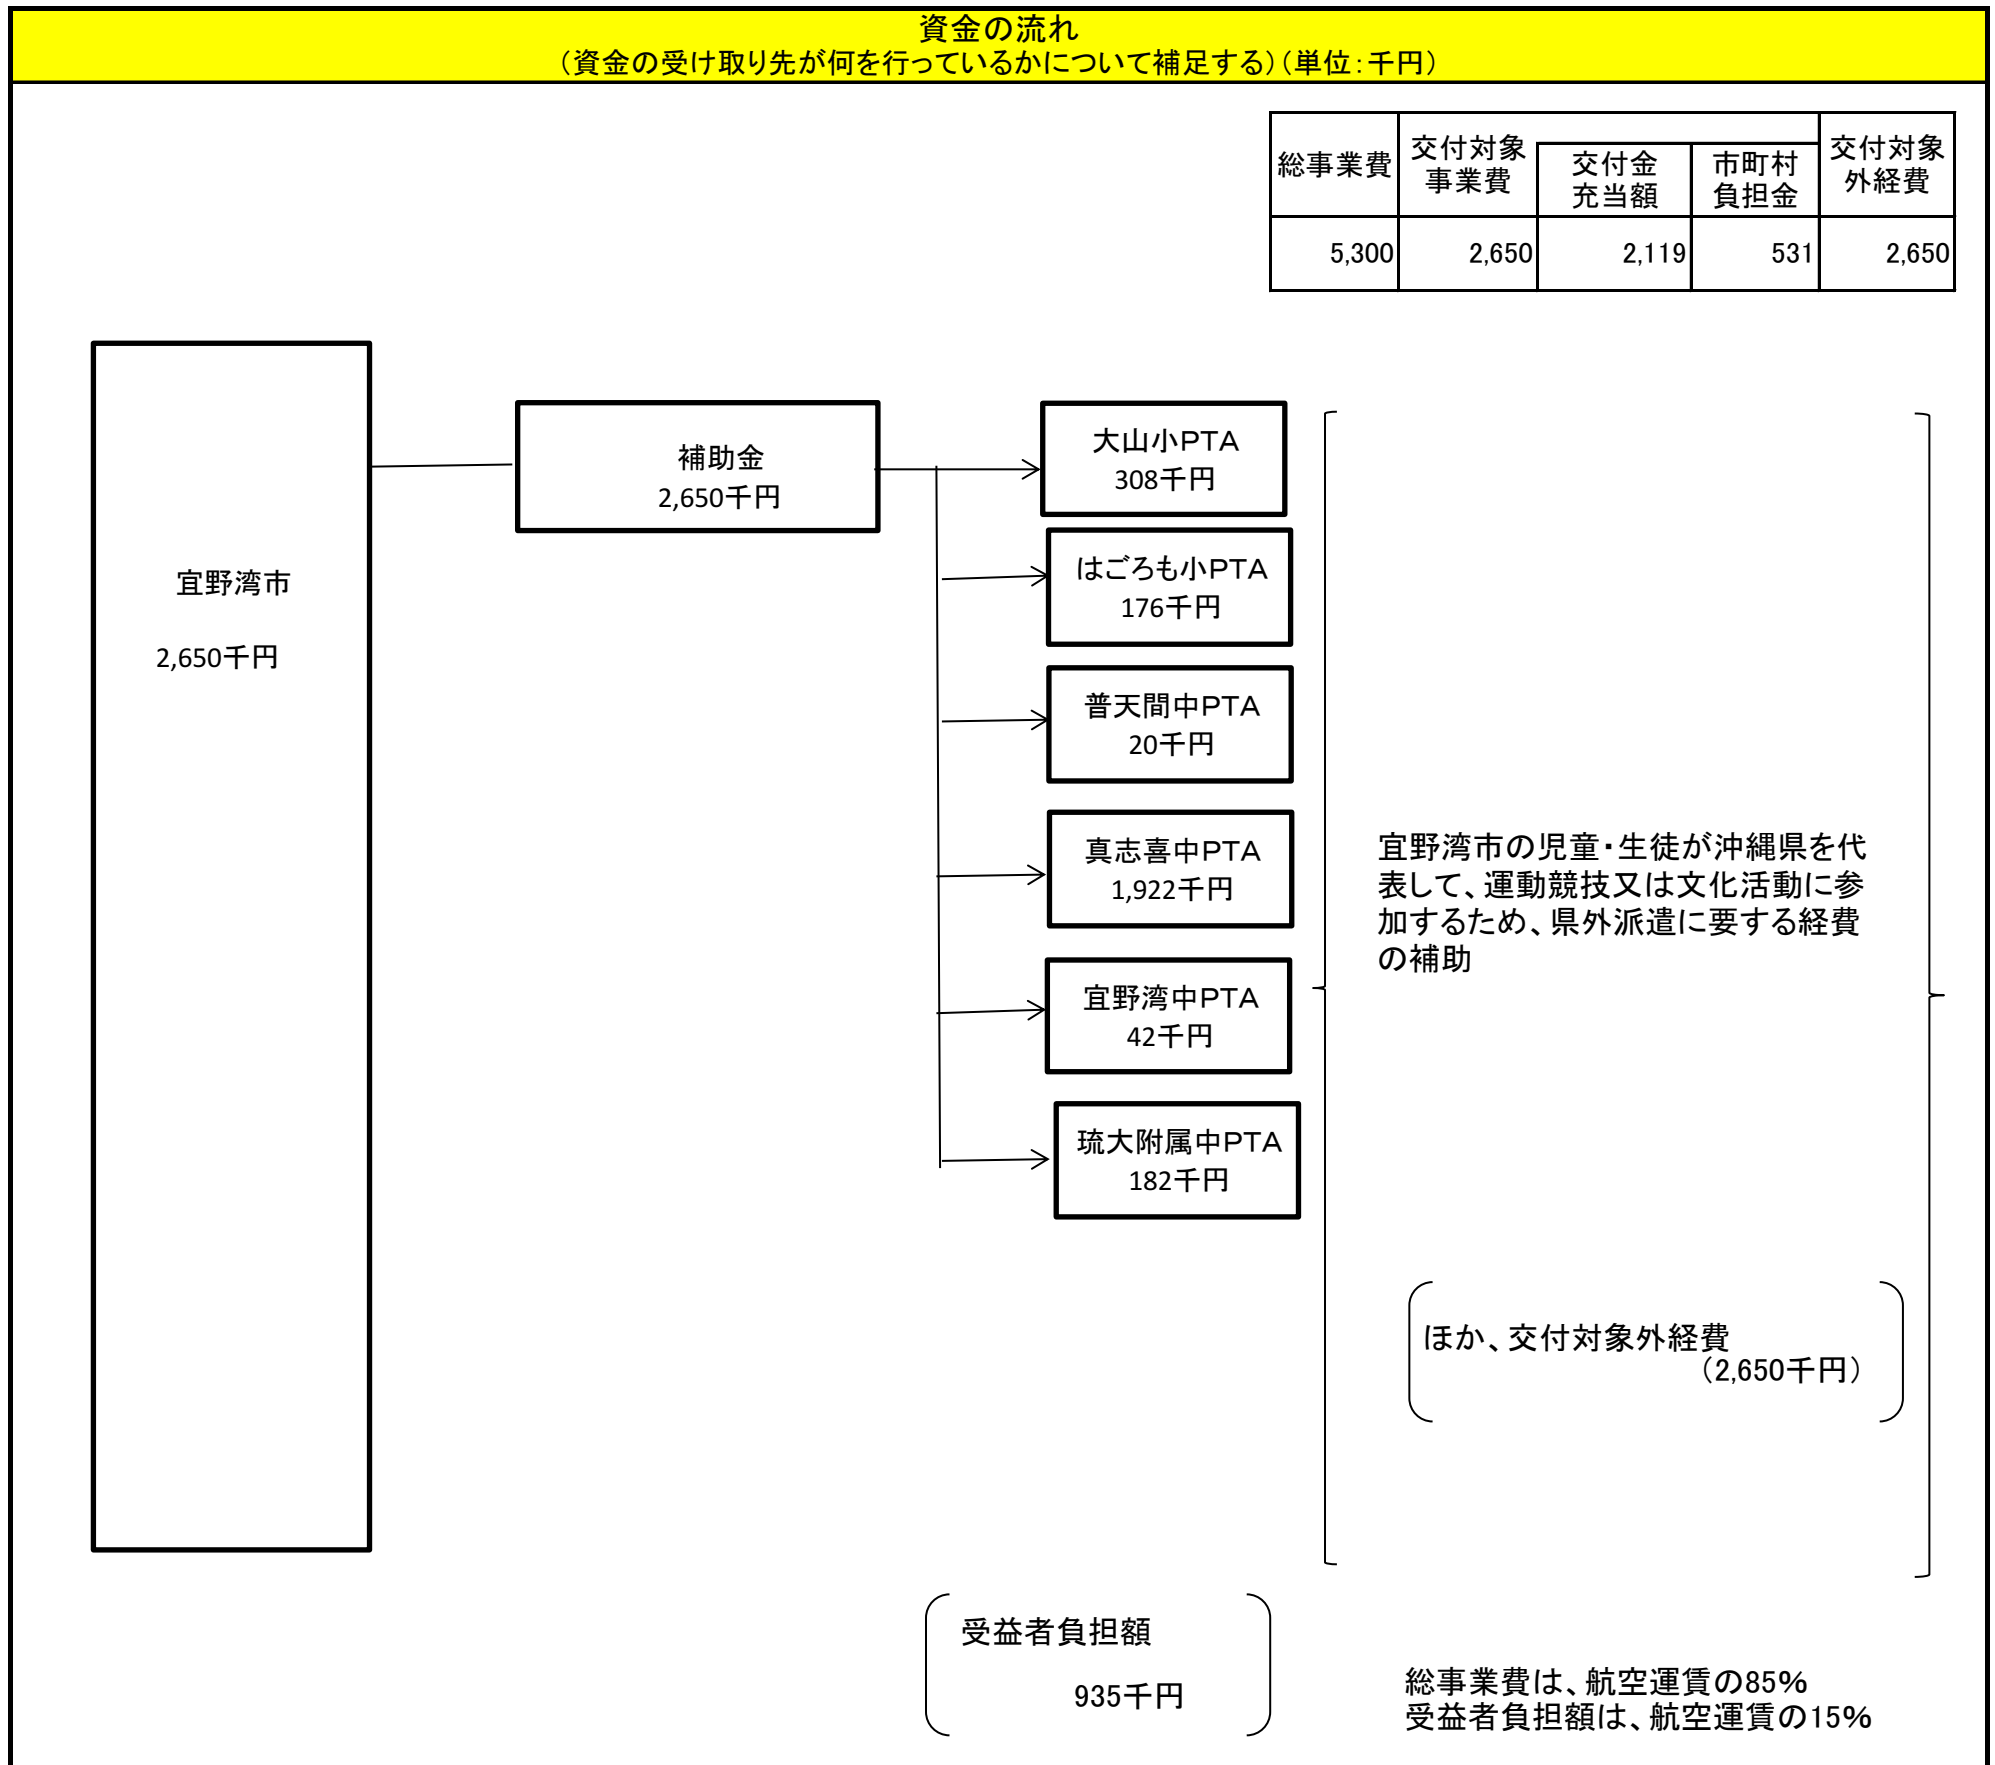 資金の流れ
（資金の受け取り先が何を行っているかについて補足する）（単位：千円）
総事業費
交付対象
事業費
交付金
充当額
市町村
負担金
交付対象
外経費
5,300
2,650
2,119
531
2,650
宜野湾市
2,650千円
補助金
2,650千円
大山小PTA
308千円
はごろも小PTA
176千円
普天間中PTA
20千円
真志喜中PTA
1,922千円
宜野湾中PTA
42千円
琉大附属中PTA
182千円
宜野湾市の児童・生徒が沖縄県を代
表して、運動競技又は文化活動に参
加するため、県外派遣に要する経費
の補助
ほか、交付対象外経費
（2,650千円）
受益者負担額
935千円
総事業費は、航空運賃の85%
受益者負担額は、航空運賃の15%